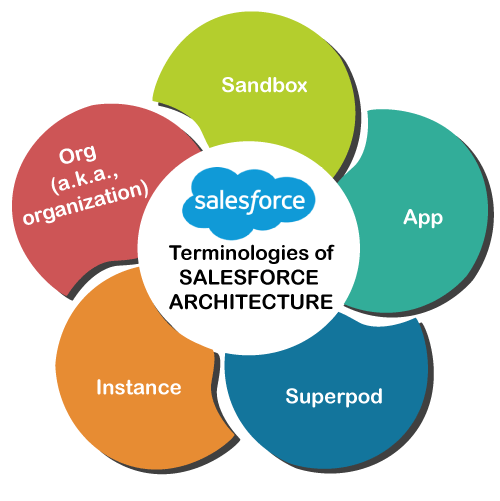 Sandbox
App
Superpod
Instance
Org
(a.k.a.,
organization)
salesforce
Terminologies of
SALESFORCE
ARCHITECTURE